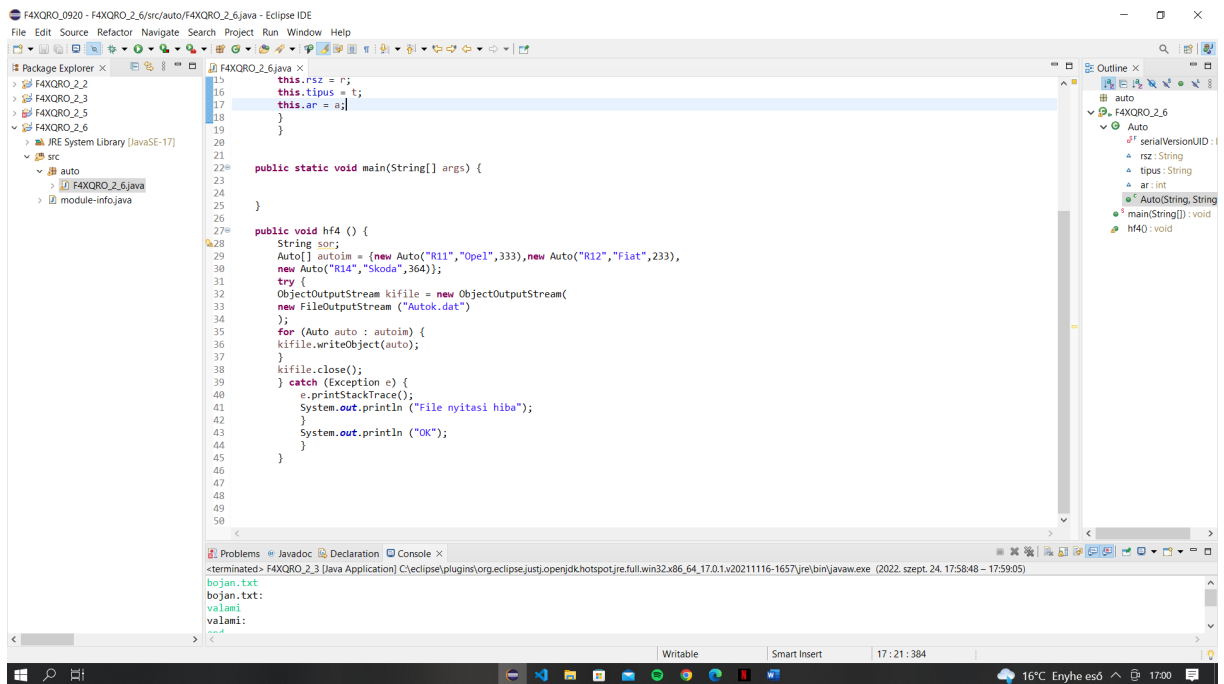 F4XQRO_0920 - F4XQRO_2_6/src/auto/F4XQRO_2_6.java - Eclipse IDE
File Edit Source Refactor Navigate Search Project Run Window Help
Package Explorer
F4XQRO_2_2
F4XQRO_2_3
F4XQRO_2_5
F4XQRO_2_6
JRE System Library [JavaSE-17]
src
auto
F4XQRO_2_6.java
module-info.java
F4XQRO_2_6.java
15 this.rsz = r;
16 this.tipus = t;
17 this.ar = a;
18 }
19 }
20
21
22 public static void main(String[] args) {
23
24
25 }
26
27 public void hf4 () {
28 String sor;
29 Auto[] autoim = {new Auto("R11","Opel",333),new Auto("R12","Fiat",233),
30 new Auto("R14","Skoda",364)};
31 try {
32 ObjectOutputStream kifile = new ObjectOutputStream(
33 new FileOutputStream ("Autok.dat")
34 );
35 for (Auto auto : autoim) {
36 kifile.writeObject(auto);
37 }
38 kifile.close();
39 } catch (Exception e) {
40 e.printStackTrace();
41 System.out.println ("File nyitasi hiba");
42 }
43 System.out.println ("OK");
44 }
45 }
46
47
48
49
50
Outline
auto
F4XQRO_2_6
Auto
serialVersionUID :
rsz : String
tipus : String
ar : int
Auto(String, String
main(String[]) : void
hf4() : void
Problems Javadoc Declaration Console
<terminated> F4XQRO_2_3 [Java Application] C:\eclipse\plugins\org.eclipse.justj.openjdk.hotspot.jre.full.win32.x86_64_17.0.1.v20211116-1657\jre\bin\javaw.exe (2022. szept. 24. 17:58:48 – 17:59:05)
bojan.txt
bojan.txt:
valami
valami:
Writable Smart Insert 17 : 21 : 384
16°C Enyhe eső 17:00